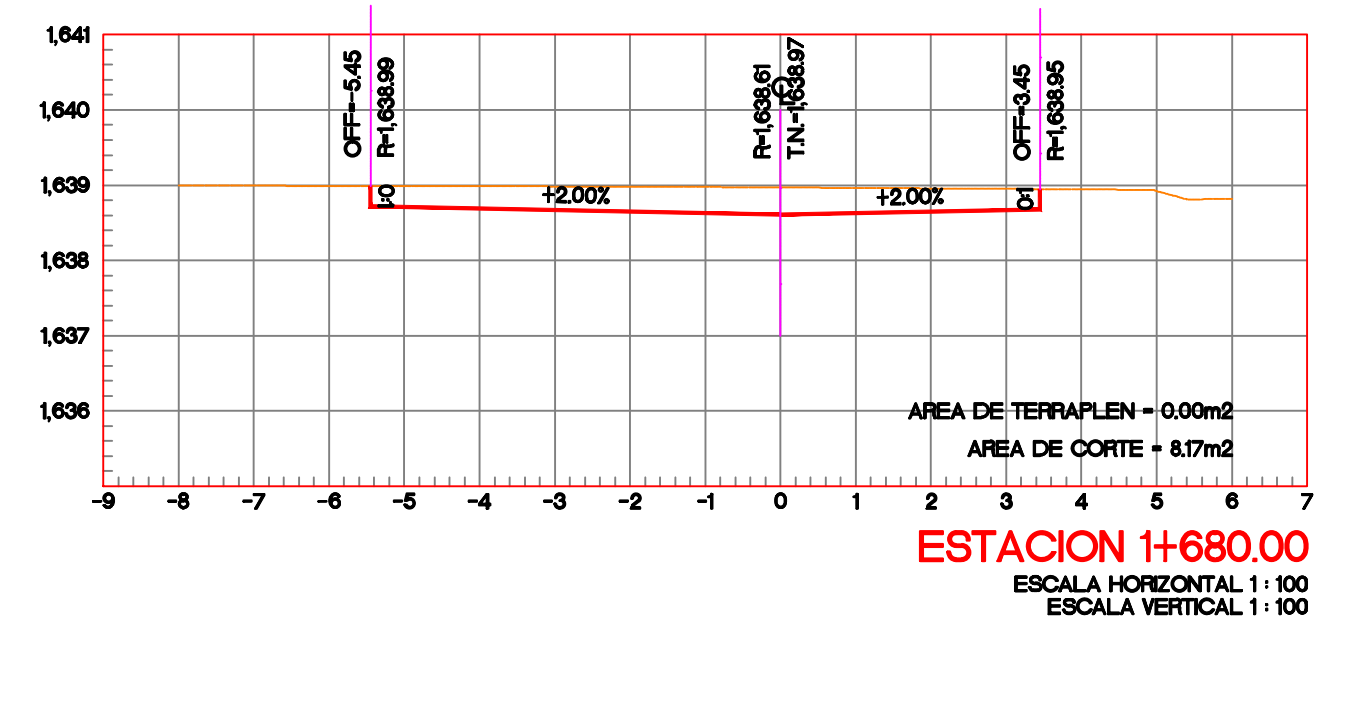 OFF=-5.45
R=1,638.99
R=1,638.61
T.N.=1,638.97
OFF=3.45
R=1,638.95
1,641
1,640
1,639
1,638
1,637
1,636
0:1
+2.00%
+2.00%
0:1
AREA DE TERRAPLEN = 0.00m2
AREA DE CORTE = 8.17m2
-9 -8 -7 -6 -5 -4 -3 -2 -1 0 1 2 3 4 5 6 7
ESTACION 1+680.00
ESCALA HORIZONTAL 1 : 100
ESCALA VERTICAL 1 : 100